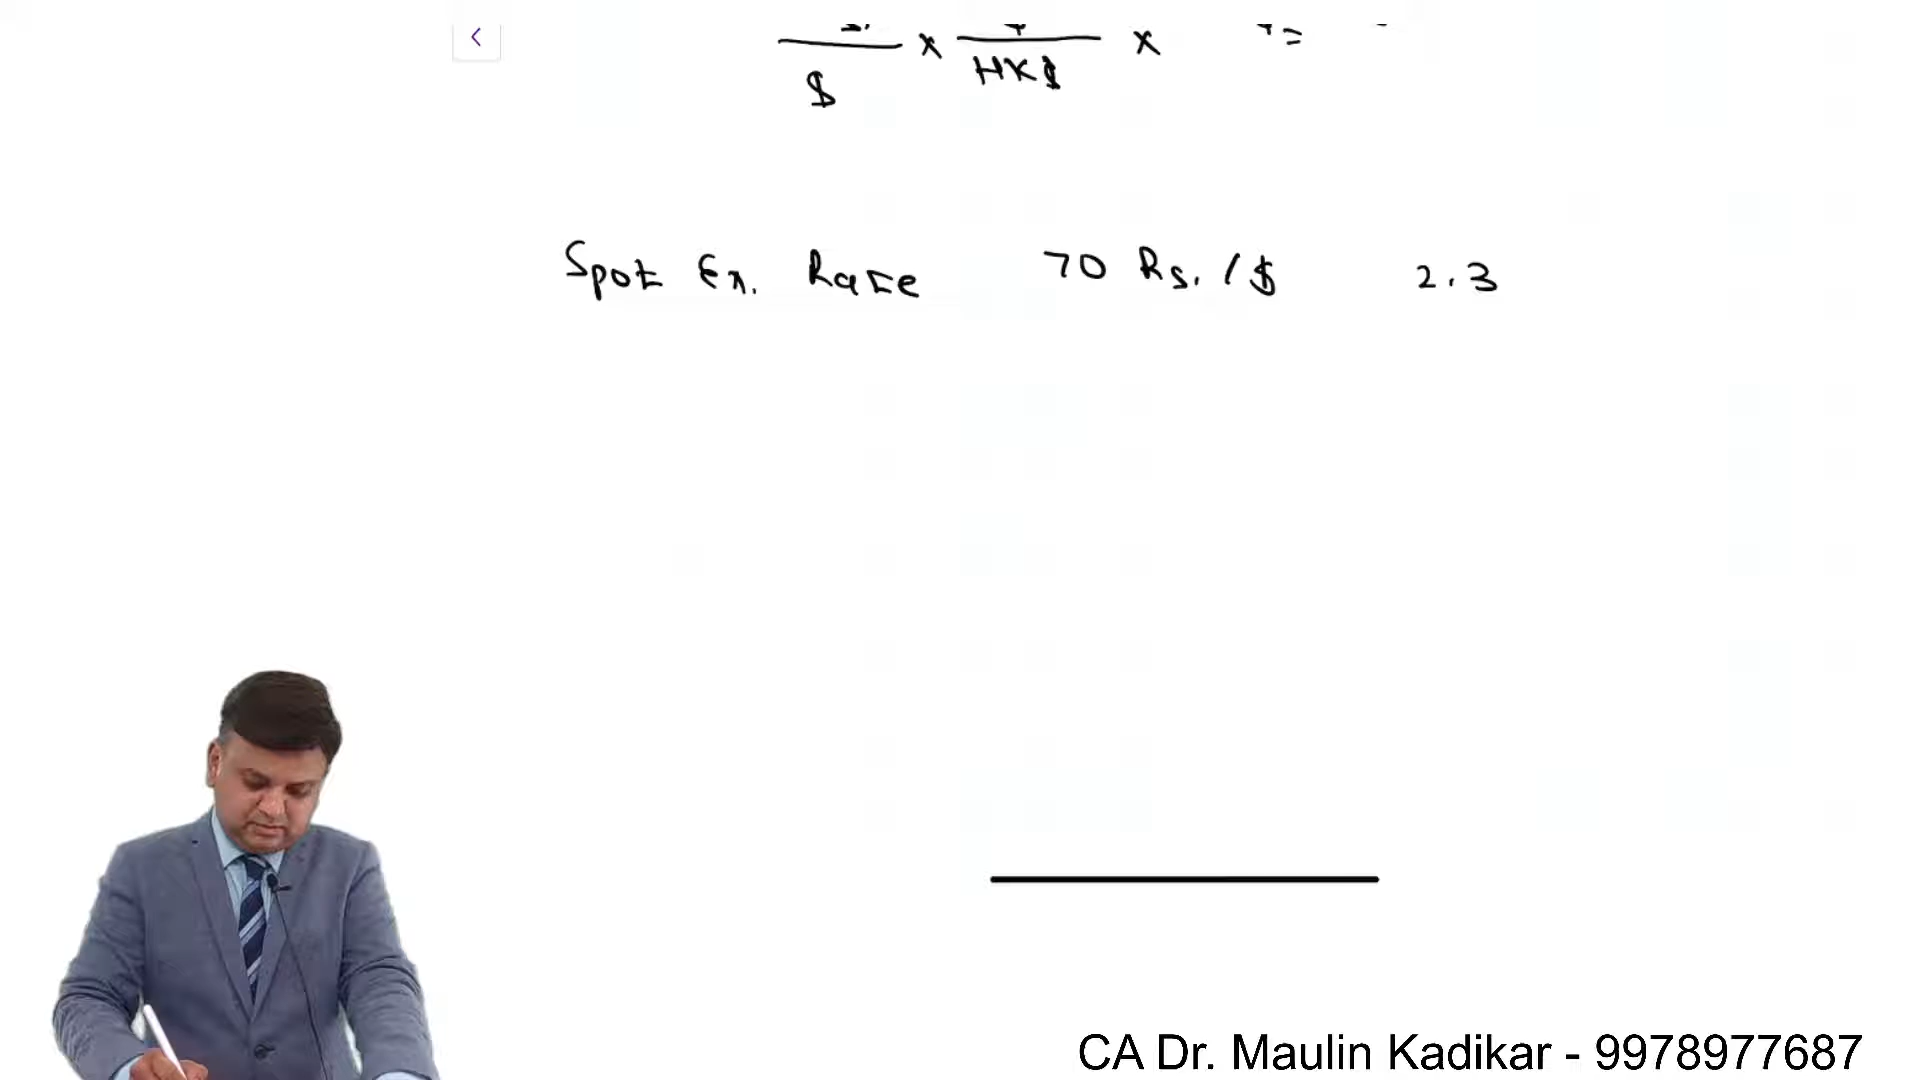 x x =
$ HK$
Spot Ex. Rate 70 Rs. / $ 2.3
CA Dr. Maulin Kadikar - 9978977687